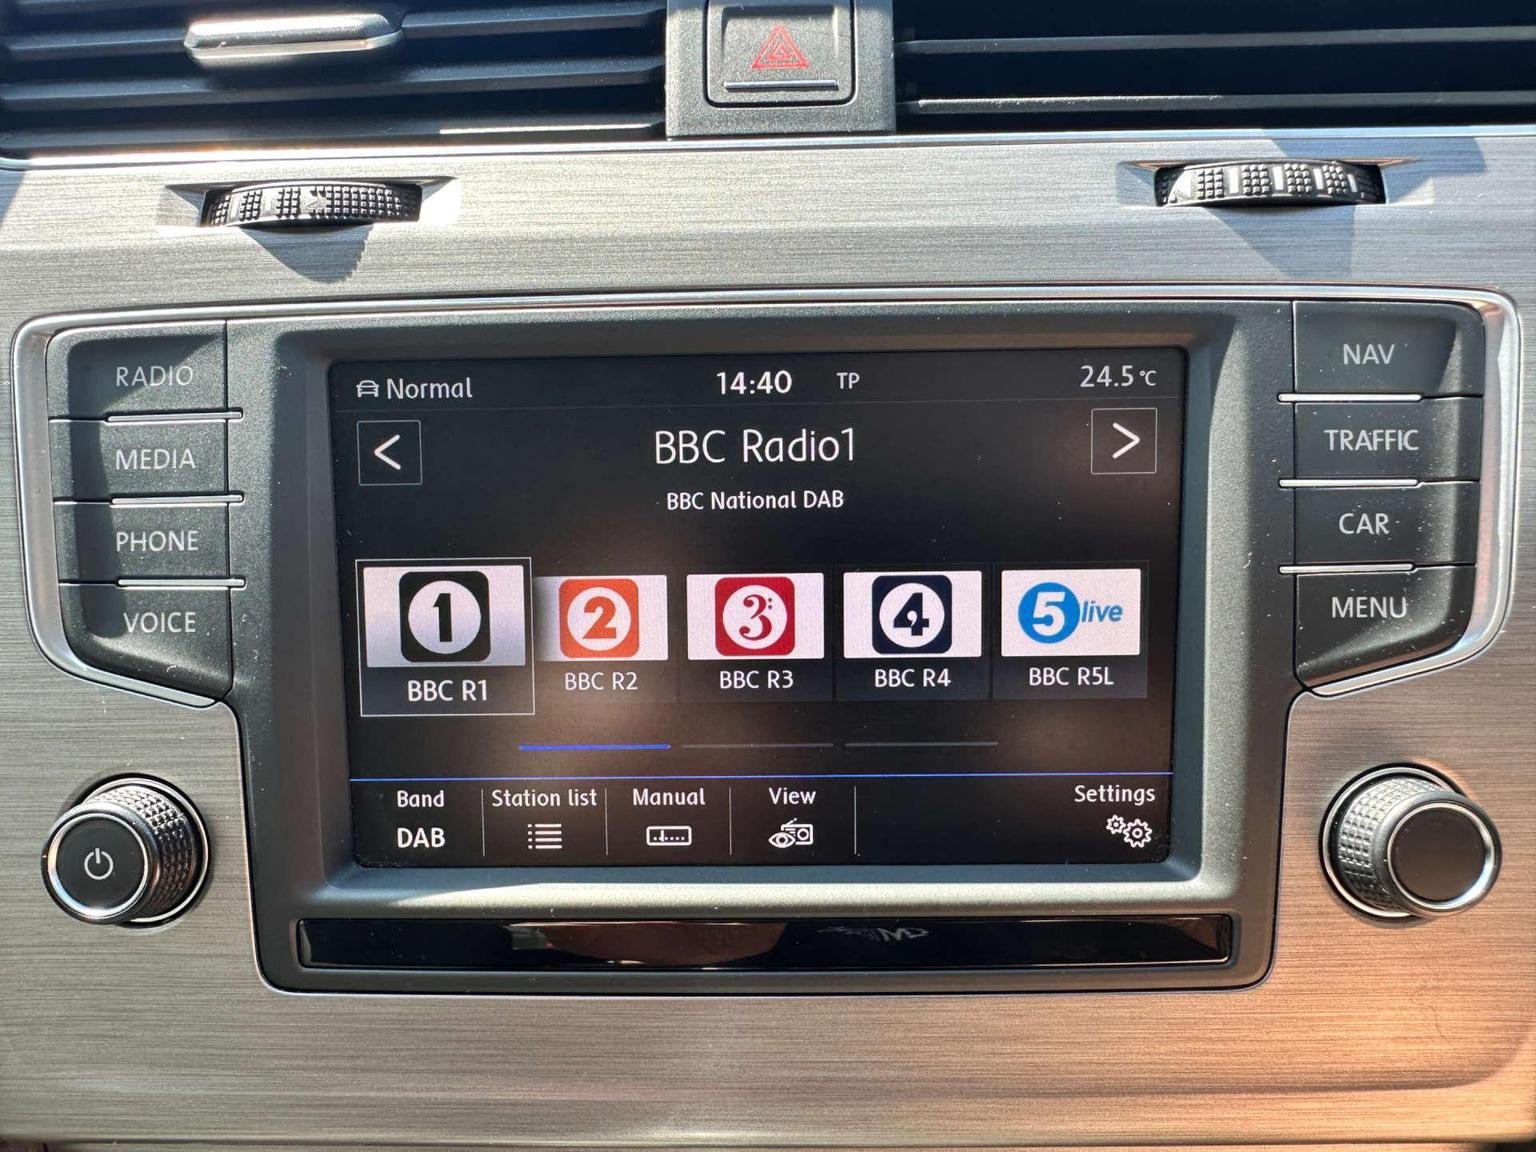 RADIO
MEDIA
PHONE
VOICE
Normal
14:40
TP
24.5°C
<
BBC Radio1
>
BBC National DAB
1
2
3
4
5live
BBC R1
BBC R2
BBC R3
BBC R4
BBC R5L
Band
DAB
Station list
Manual
View
Settings
NAV
TRAFFIC
CAR
MENU